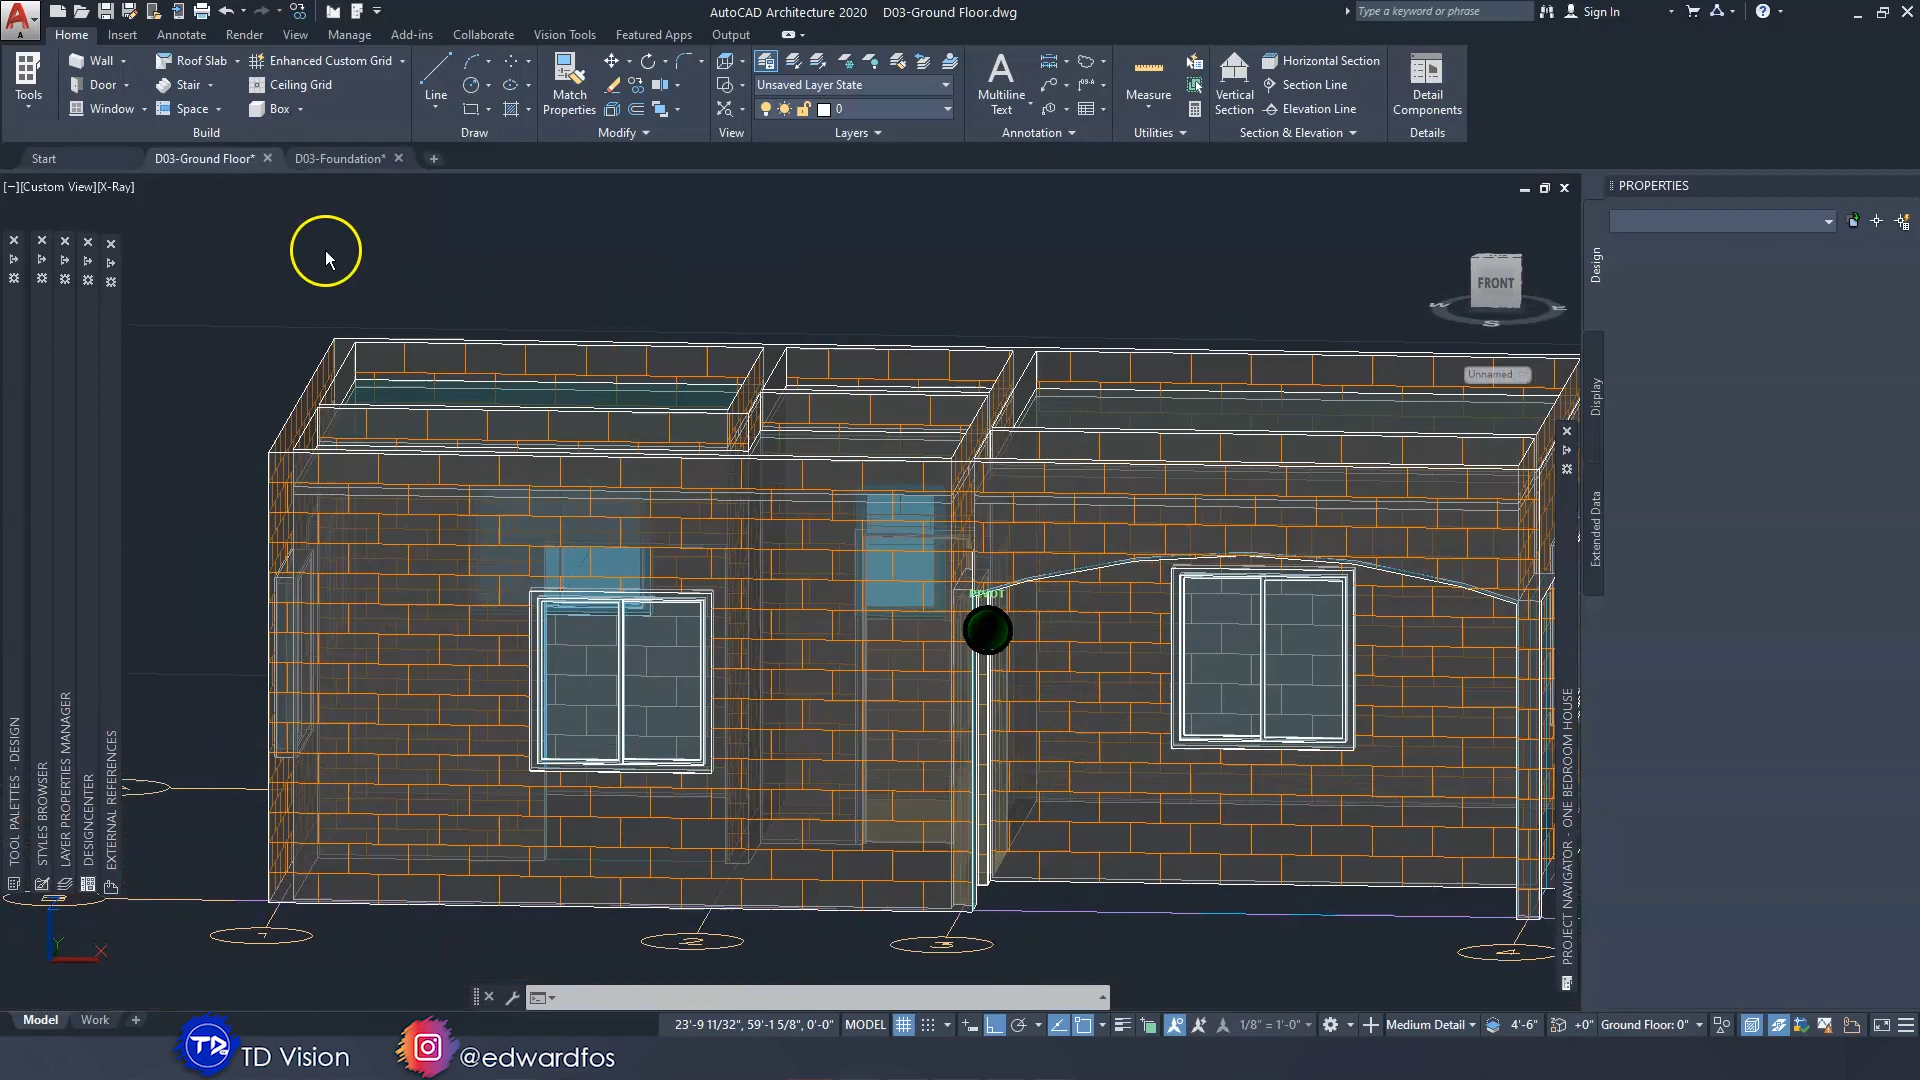 AutoCAD Architecture 2020 D03-Ground Floor.dwg
Type a keyword or phrase
Sign In
Home Insert Annotate Render View Manage Add-ins Collaborate Vision Tools Featured Apps Output
Tools
Wall
Door
Window
Roof Slab
Stair
Space
Enhanced Custom Grid
Ceiling Grid
Box
Build
Line
Draw
Match
Properties
Modify
View
Unsaved Layer State
0
Layers
Multiline
Text
Annotation
Measure
Utilities
Vertical
Section
Horizontal Section
Section Line
Elevation Line
Section & Elevation
Detail
Components
Details
Start
D03-Ground Floor*
D03-Foundation*
[−][Custom View][X-Ray]
PROPERTIES
Design
Display
Extended Data
FRONT
W
S
E
Unnamed
PIVOT
TOOL PALETTES - DESIGN
STYLES BROWSER
LAYER PROPERTIES MANAGER
DESIGNCENTER
EXTERNAL REFERENCES
PROJECT NAVIGATOR - ONE BEDROOM HOUSE
1
2
3
4
Y
X
Model
Work
23'-9 11/32", 59'-1 5/8", 0'-0"
MODEL
1/8" = 1'-0"
Medium Detail
4'-6"
+0"
Ground Floor: 0"
TD
TD Vision
@edwardfos